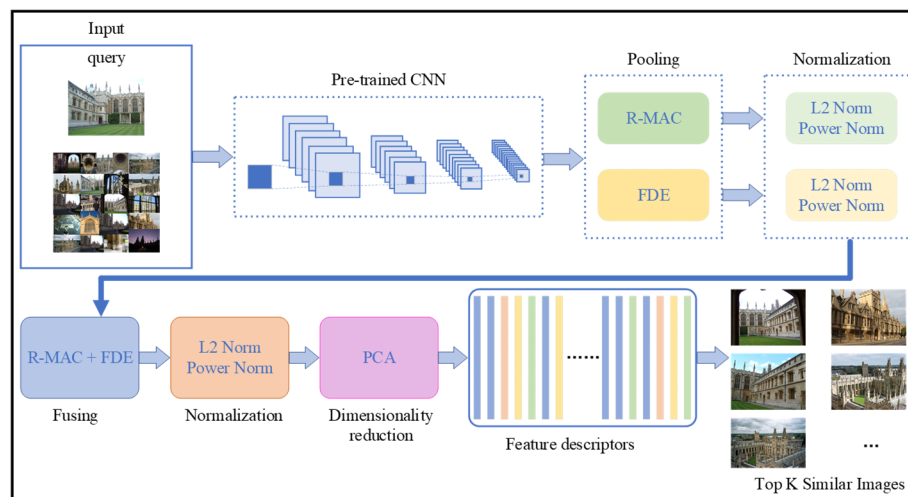 Input
query
Pre-trained CNN
Pooling
Normalization
R-MAC
L2 Norm
Power Norm
FDE
L2 Norm
Power Norm
R-MAC + FDE
L2 Norm
Power Norm
PCA
......
...
Fusing
Normalization
Dimensionality
reduction
Feature descriptors
Top K Similar Images